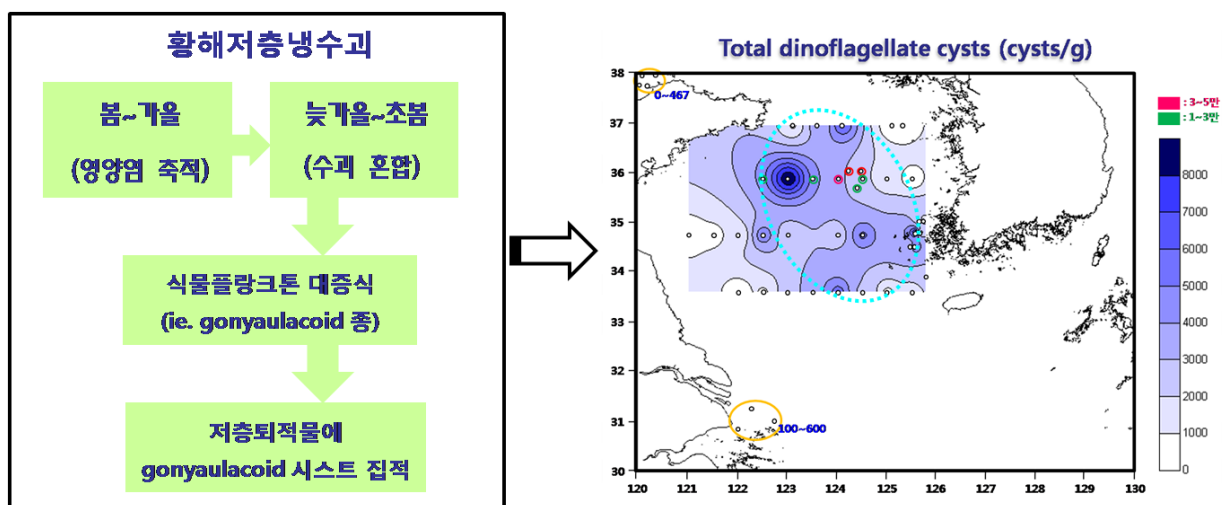 황해저층냉수괴
봄~가을
(영양염 축적)
늦가을~초봄
(수괴 혼합)
식물플랑크톤 대증식
(ie. gonyaulacoid 종)
저층퇴적물에
gonyaulacoid 시스트 집적
Total dinoflagellate cysts (cysts/g)
38
37
36
35
34
33
32
31
30
120
121
122
123
124
125
126
127
128
129
130
0~467
100~600
: 3~5만
: 1~3만
8000
7000
6000
5000
4000
3000
2000
1000
0